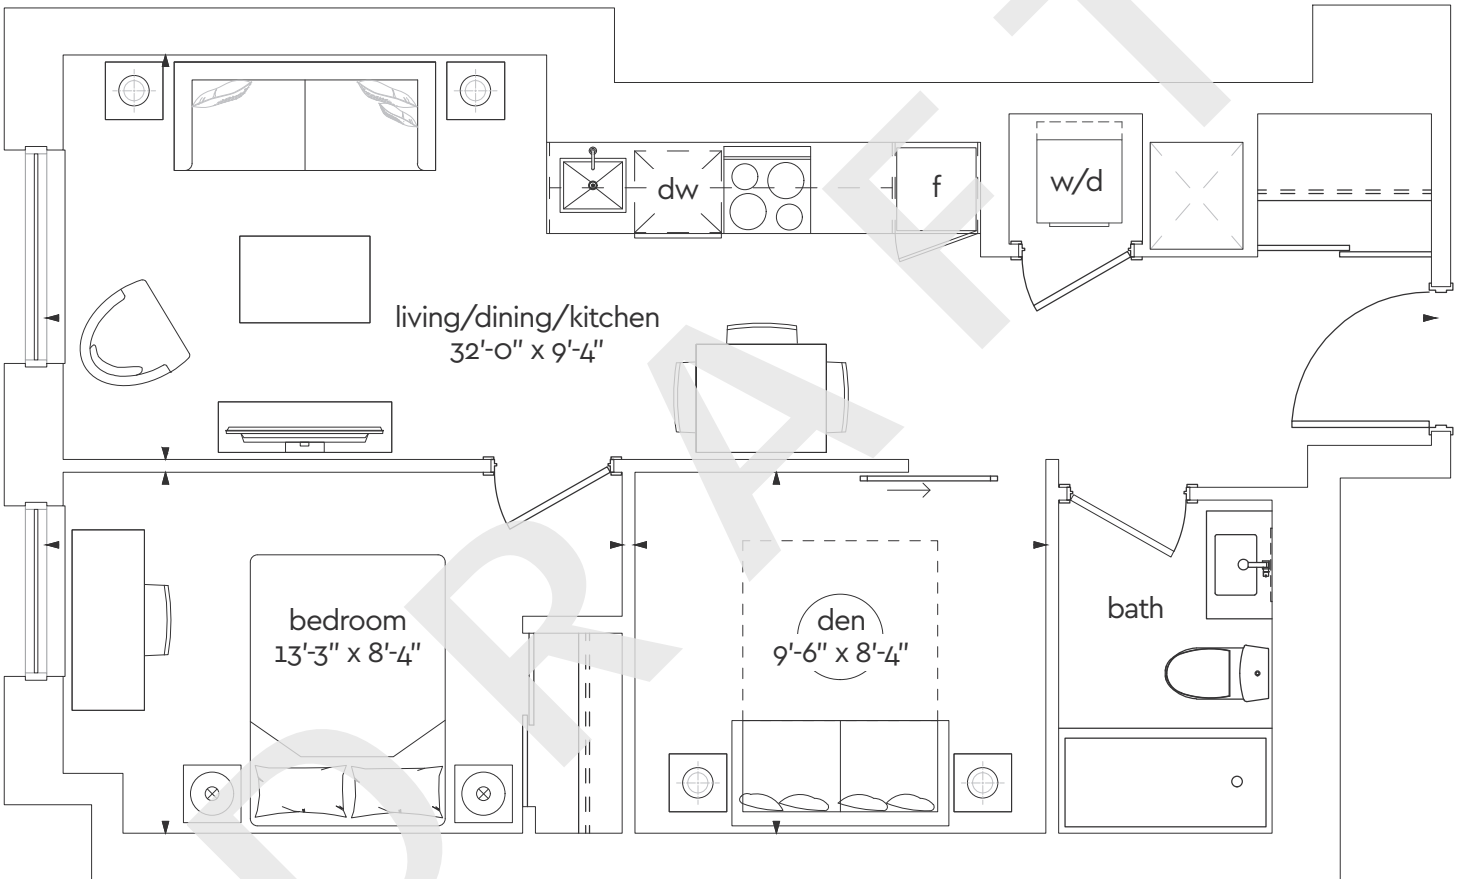 dw
f
w/d
living/dining/kitchen
32'-0" x 9'-4"
bedroom
13'-3" x 8'-4"
den
9'-6" x 8'-4"
bath
DRAFT